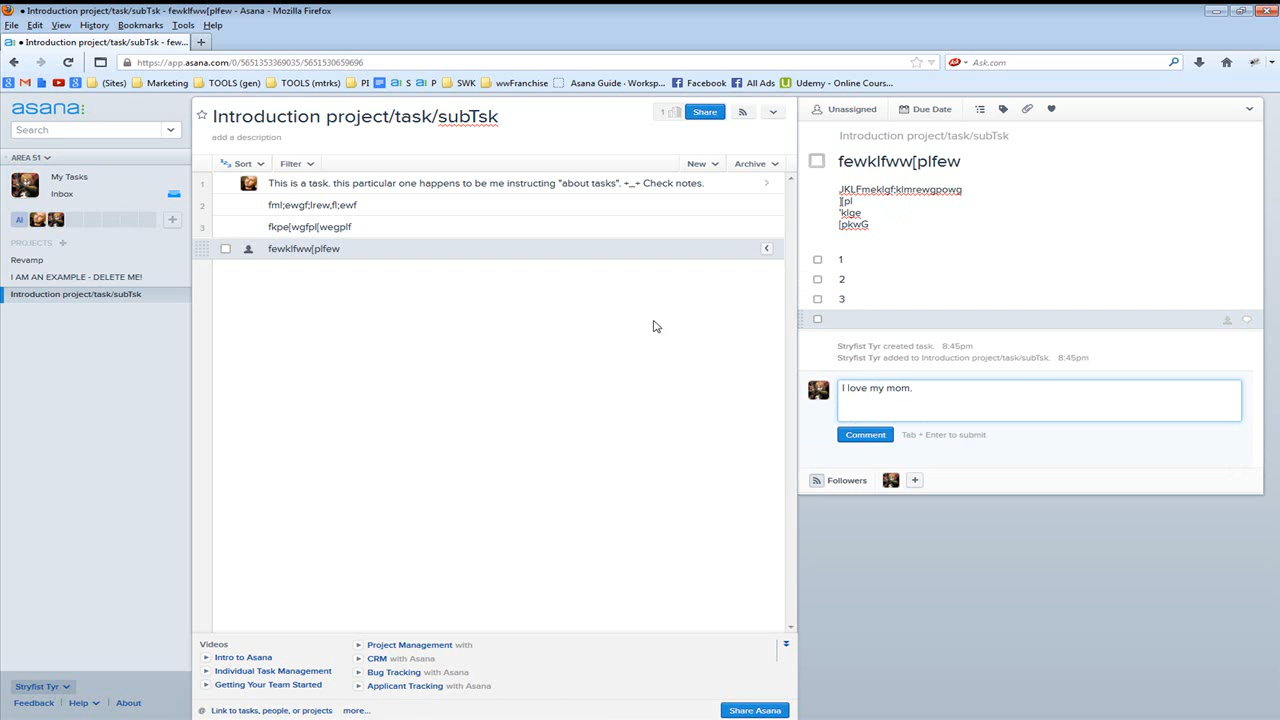 • Introduction project/task/subTsk - fewklfww[plfew - Asana - Mozilla Firefox
File Edit View History Bookmarks Tools Help
• Introduction project/task/subTsk - few...
https://app.asana.com/0/5651353369035/5651530659696
Ask.com
(Sites) Marketing TOOLS (gen) TOOLS (mtrks) PI S P SWK wwFranchise Asana Guide - Worksp... Facebook All Ads Udemy - Online Cours...
asana:
Search
AREA 51
My Tasks
Inbox
AI
PROJECTS +
Revamp
I AM AN EXAMPLE - DELETE ME!
Introduction project/task/subTsk
Stryfist Tyr
Feedback Help About
Introduction project/task/subTsk
1 Share
add a description
Sort Filter New Archive
1 This is a task. this particular one happens to be me instructing "about tasks". +_+ Check notes.
2 fml;ewgf;lrew,fl;ewf
3 fkpe[wgfpl[wegplf
fewklfww[plfew
Videos
Intro to Asana
Individual Task Management
Getting Your Team Started
Project Management with
CRM with Asana
Bug Tracking with Asana
Applicant Tracking with Asana
@ Link to tasks, people, or projects more...
Share Asana
Unassigned Due Date
Introduction project/task/subTsk
fewklfww[plfew
JKLFmeklgf;klmrewgpowg
'klge
[pkwG
1
2
3
Stryfist Tyr created task. 8:45pm
Stryfist Tyr added to Introduction project/task/subTsk. 8:45pm
I love my mom.
Comment Tab + Enter to submit
Followers +